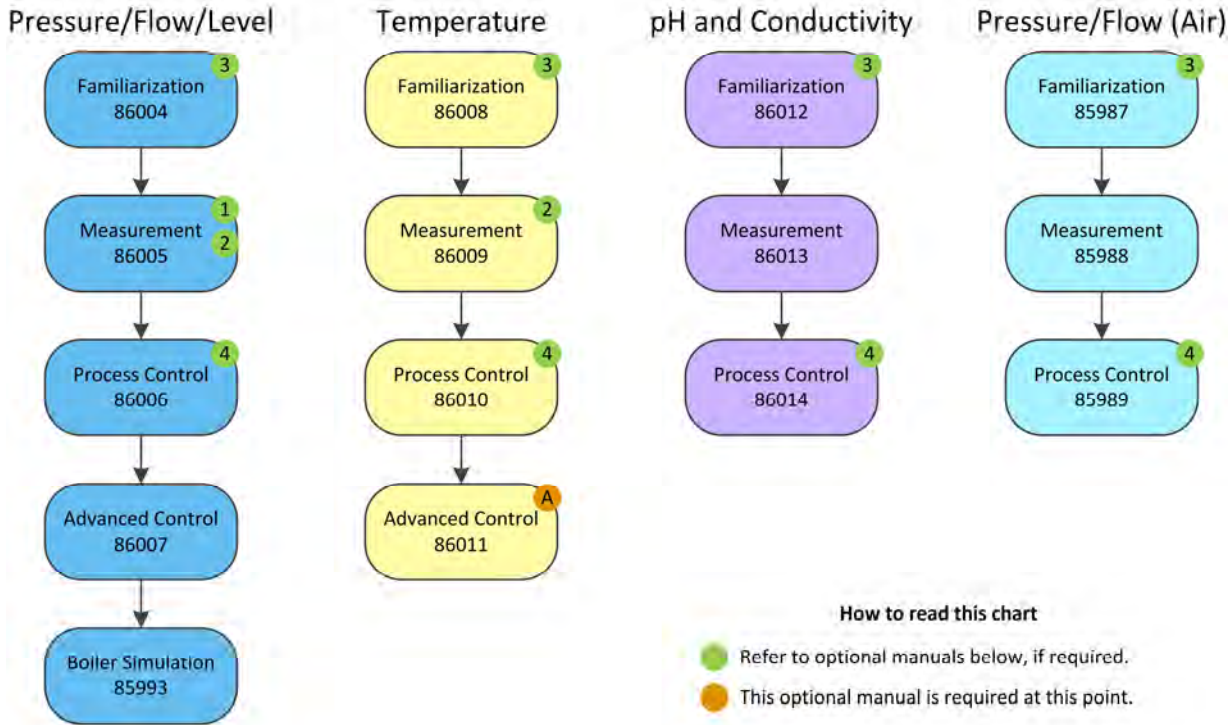 Pressure/Flow/Level
Temperature
pH and Conductivity
Pressure/Flow (Air)
3
Familiarization
86004
3
Familiarization
86008
3
Familiarization
86012
3
Familiarization
85987
1
Measurement
2
86005
2
Measurement
86009
Measurement
86013
Measurement
85988
4
Process Control
86006
4
Process Control
86010
4
Process Control
86014
4
Process Control
85989
Advanced Control
86007
A
Advanced Control
86011
Boiler Simulation
85993
How to read this chart
Refer to optional manuals below, if required.
This optional manual is required at this point.